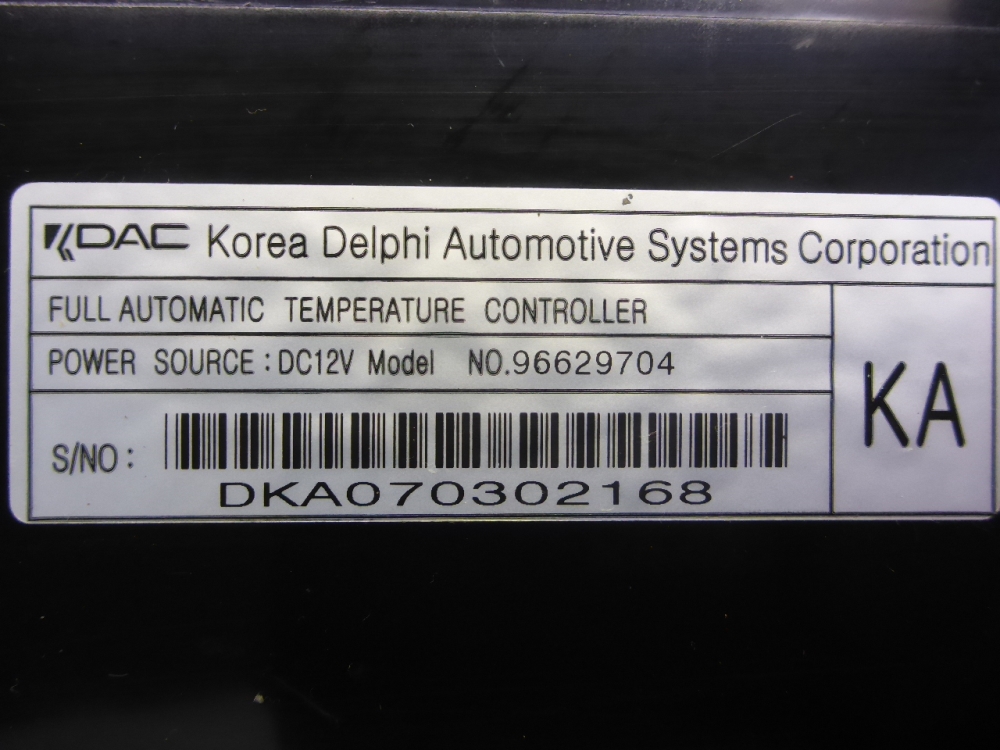 KDAC Korea Delphi Automotive Systems Corporation
FULL AUTOMATIC TEMPERATURE CONTROLLER
POWER SOURCE : DC12V Model NO.96629704
KA
S/NO :
DKA070302168